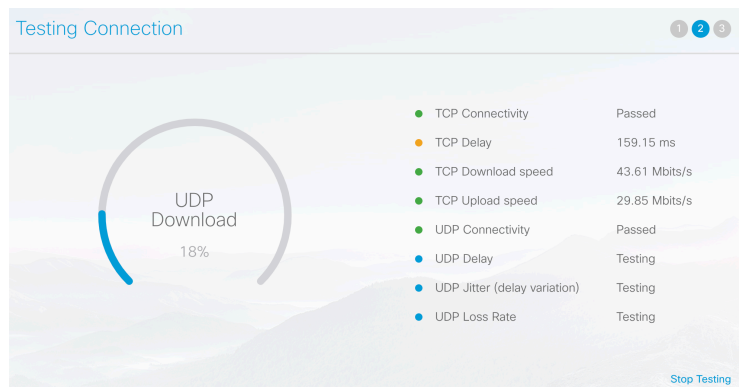 Testing Connection
1 2 3
UDP
Download
18%
TCP Connectivity Passed
TCP Delay 159.15 ms
TCP Download speed 43.61 Mbits/s
TCP Upload speed 29.85 Mbits/s
UDP Connectivity Passed
UDP Delay Testing
UDP Jitter (delay variation) Testing
UDP Loss Rate Testing
Stop Testing